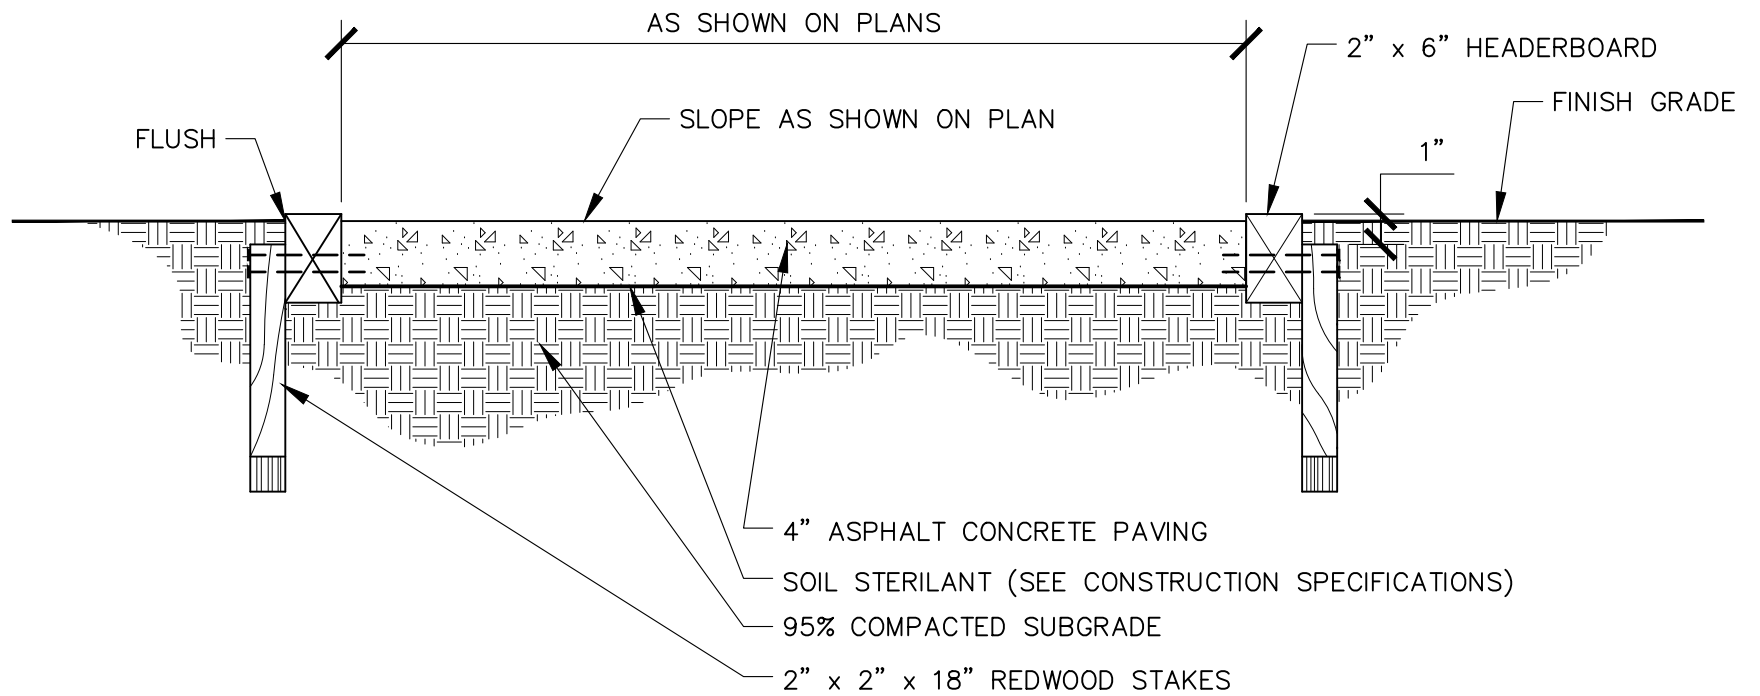 AS SHOWN ON PLANS
2” x 6” HEADERBOARD
FINISH GRADE
SLOPE AS SHOWN ON PLAN
FLUSH
1”
4” ASPHALT CONCRETE PAVING
SOIL STERILANT (SEE CONSTRUCTION SPECIFICATIONS)
95% COMPACTED SUBGRADE
2” x 2” x 18” REDWOOD STAKES